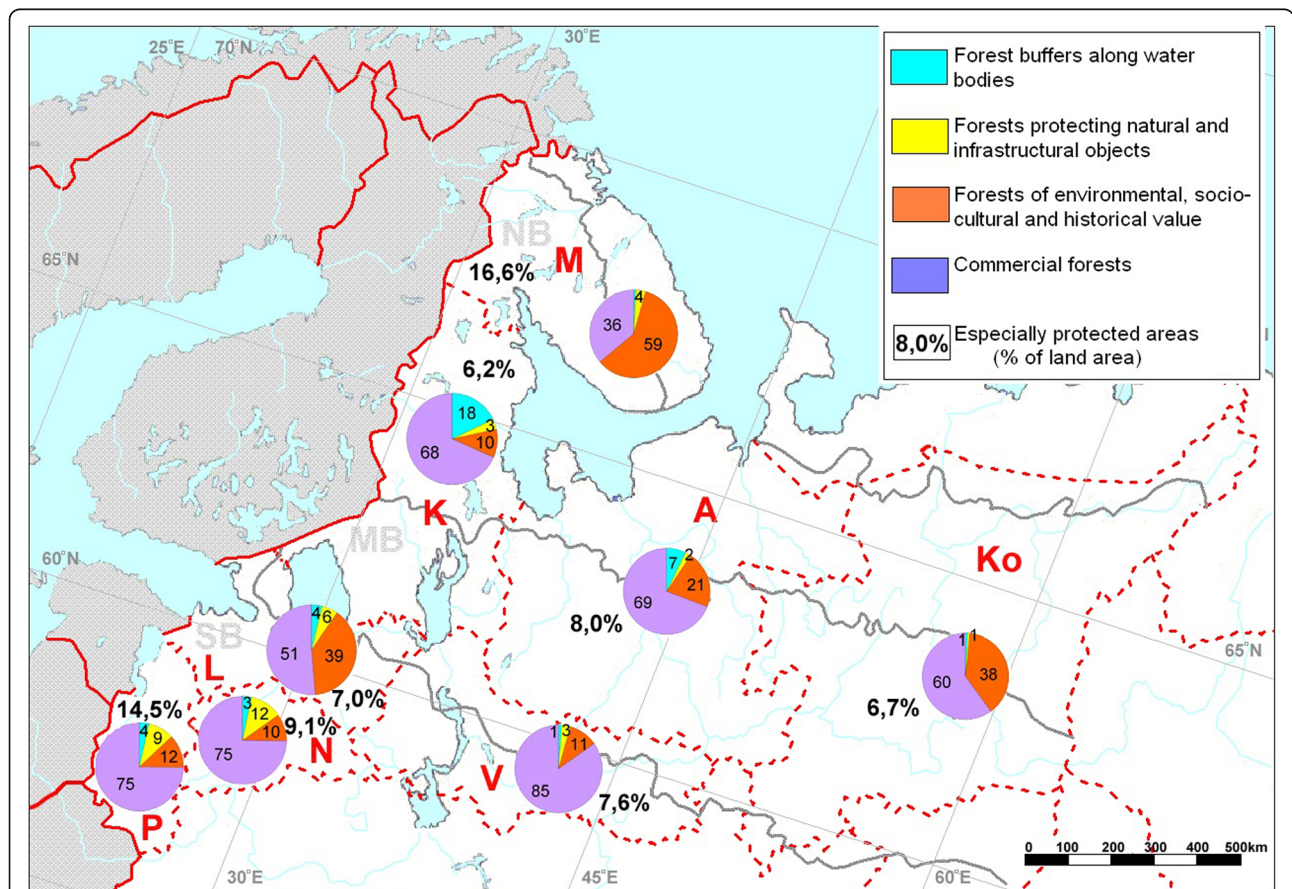 25°E
70°N
30°E
Forest buffers along water
bodies
Forests protecting natural and
infrastructural objects
Forests of environmental, socio-
cultural and historical value
Commercial forests
8,0%
Especially protected areas
(% of land area)
65°N
NB
M
16,6%
4
36
59
6,2%
18
3
10
68
K
MB
A
Ko
60°N
7
2
21
69
8,0%
SB
4
6
51
39
7,0%
L
1
1
60
38
6,7%
65°N
14,5%
4
9
12
75
P
3
12
10
75
9,1%
N
V
1
3
11
85
7,6%
0 100 200 300 400 500km
30°E
45°E
60°E